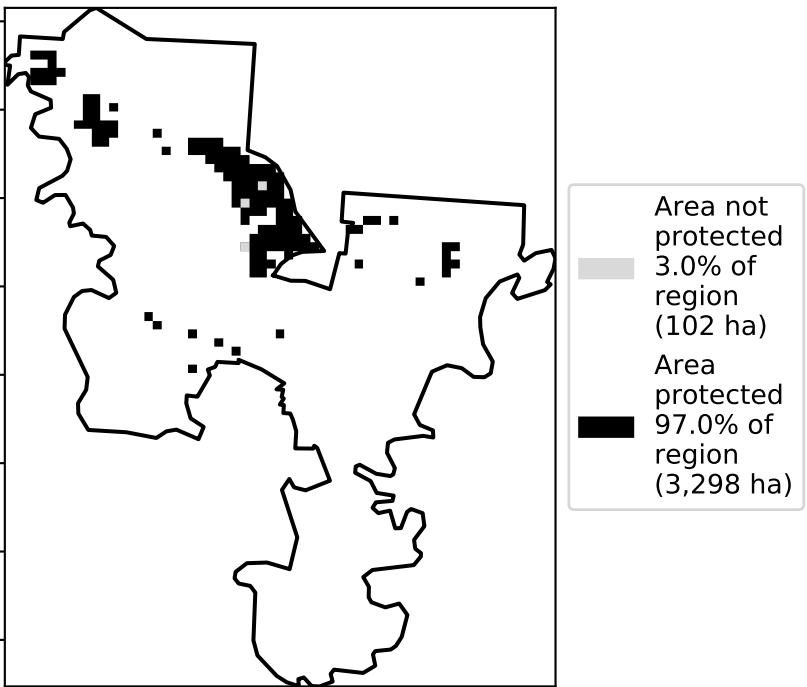 Area not
protected
3.0% of
region
(102 ha)
Area
protected
97.0% of
region
(3,298 ha)